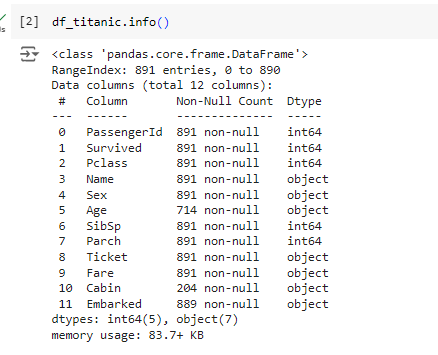 [2] df_titanic.info()
<class 'pandas.core.frame.DataFrame'>
RangeIndex: 891 entries, 0 to 890
Data columns (total 12 columns):
 #   Column       Non-Null Count  Dtype
---  ------       --------------  -----
 0   PassengerId  891 non-null    int64
 1   Survived     891 non-null    int64
 2   Pclass       891 non-null    int64
 3   Name         891 non-null    object
 4   Sex          891 non-null    object
 5   Age          714 non-null    object
 6   SibSp        891 non-null    int64
 7   Parch        891 non-null    int64
 8   Ticket       891 non-null    object
 9   Fare         891 non-null    object
 10  Cabin        204 non-null    object
 11  Embarked     889 non-null    object
dtypes: int64(5), object(7)
memory usage: 83.7+ KB